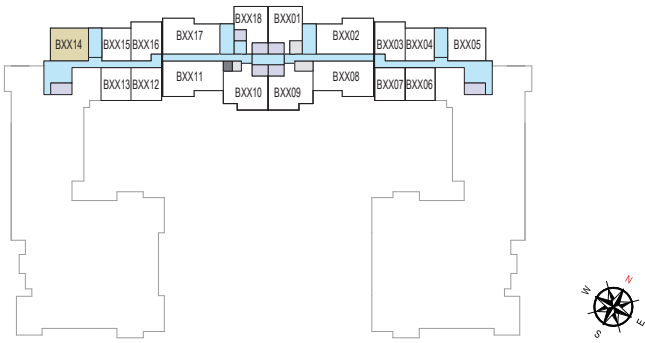 BXX18 BXX01
BXX14 BXX15 BXX16 BXX17 BXX02 BXX03 BXX04 BXX05
BXX13 BXX12 BXX11 BXX10 BXX09 BXX08 BXX07 BXX06
N
W
E
S